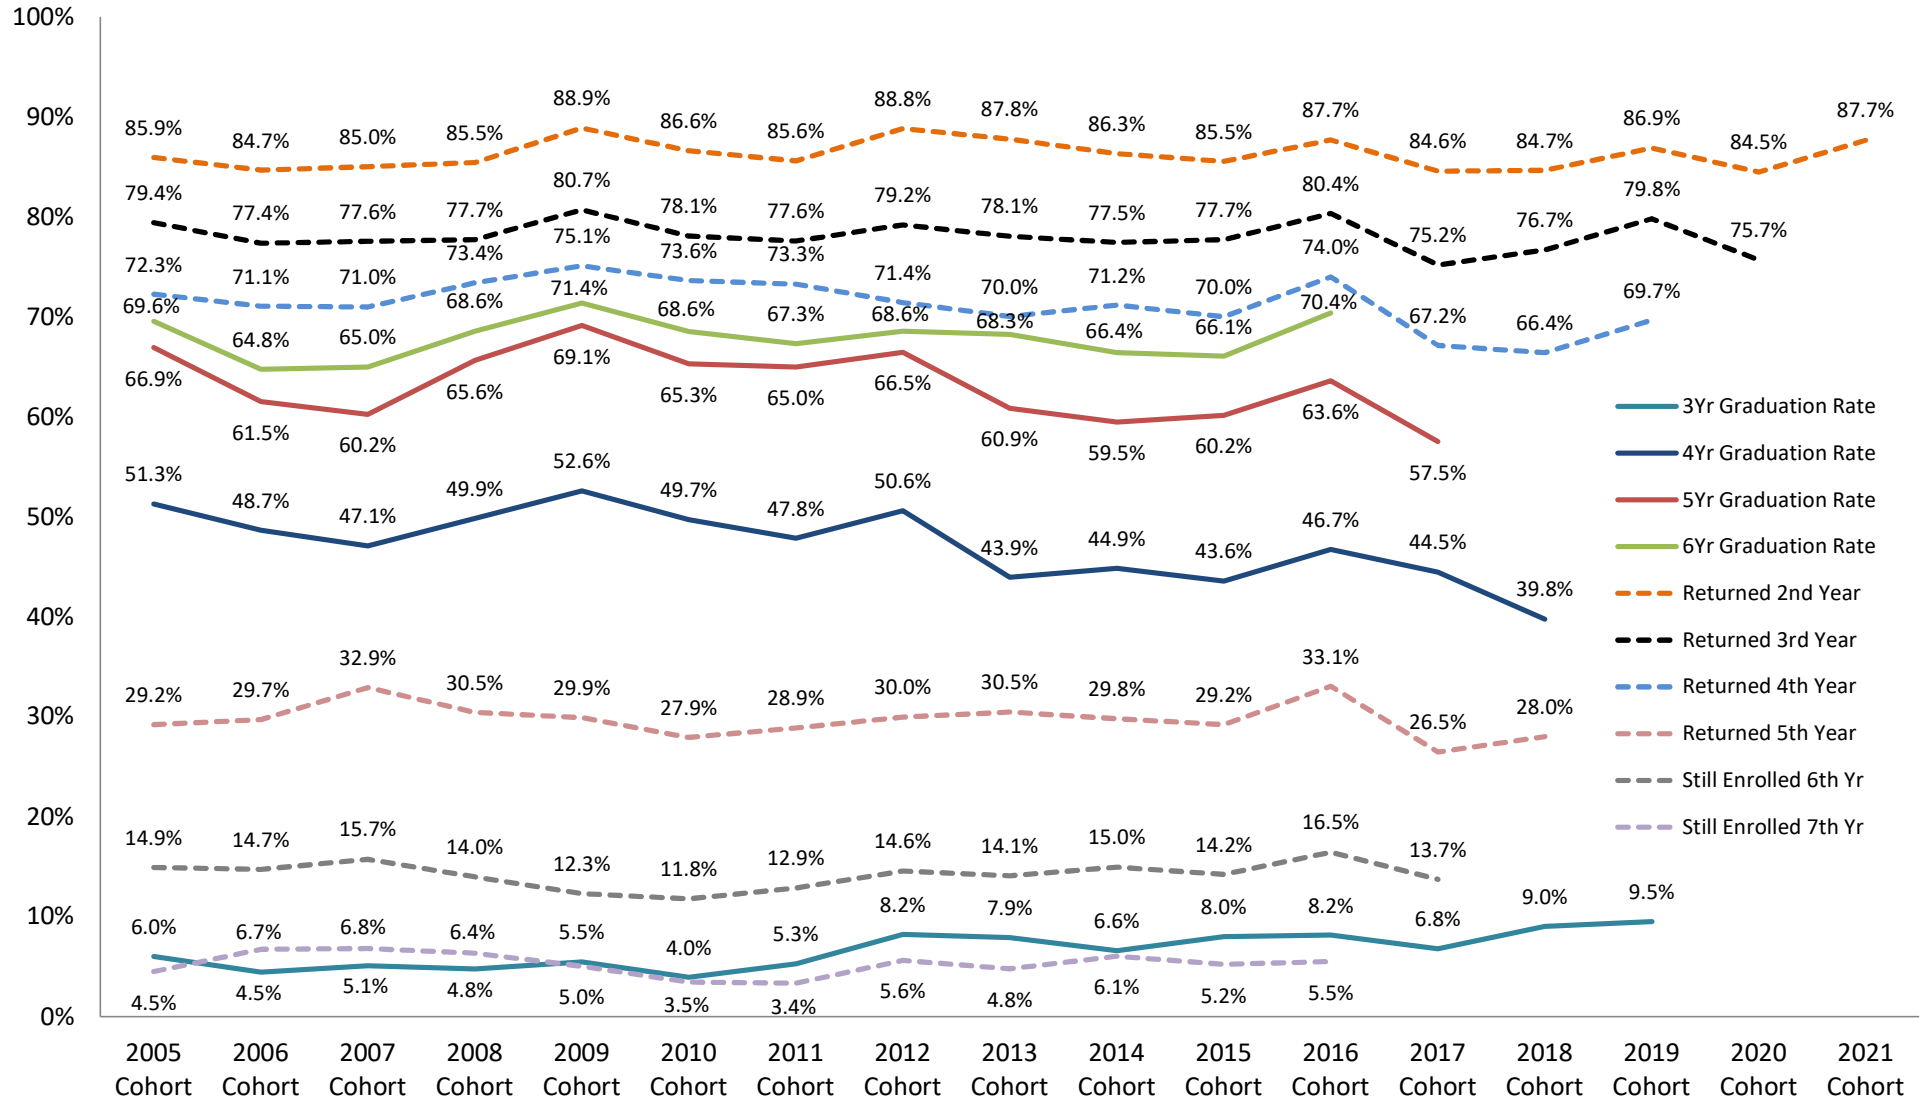 100%
90%
80%
70%
60%
50%
40%
30%
20%
10%
0%
85.9% 84.7% 85.0% 85.5% 88.9% 86.6% 85.6% 88.8% 87.8% 86.3% 85.5% 87.7% 84.6% 84.7% 86.9% 84.5% 87.7%
79.4% 77.4% 77.6% 77.7% 80.7% 78.1% 77.6% 79.2% 78.1% 77.5% 77.7% 80.4% 75.2% 76.7% 79.8% 75.7%
72.3% 71.1% 71.0% 73.4% 75.1% 73.6% 73.3% 71.4% 70.0% 71.2% 70.0% 74.0% 67.2% 66.4% 69.7%
69.6% 64.8% 65.0% 68.6% 71.4% 68.6% 67.3% 68.6% 68.3% 66.4% 66.1% 70.4%
66.9% 61.5% 60.2% 65.6% 69.1% 65.3% 65.0% 66.5% 60.9% 59.5% 60.2% 63.6% 57.5%
51.3% 48.7% 47.1% 49.9% 52.6% 49.7% 47.8% 50.6% 43.9% 44.9% 43.6% 46.7% 44.5% 39.8%
29.2% 29.7% 32.9% 30.5% 29.9% 27.9% 28.9% 30.0% 30.5% 29.8% 29.2% 33.1% 26.5% 28.0%
14.9% 14.7% 15.7% 14.0% 12.3% 11.8% 12.9% 14.6% 14.1% 15.0% 14.2% 16.5% 13.7%
6.0% 6.7% 6.8% 6.4% 5.5% 4.0% 5.3% 8.2% 7.9% 6.6% 8.0% 8.2% 6.8% 9.0% 9.5%
4.5% 4.5% 5.1% 4.8% 5.0% 3.5% 3.4% 5.6% 4.8% 6.1% 5.2% 5.5%
3Yr Graduation Rate
4Yr Graduation Rate
5Yr Graduation Rate
6Yr Graduation Rate
Returned 2nd Year
Returned 3rd Year
Returned 4th Year
Returned 5th Year
Still Enrolled 6th Yr
Still Enrolled 7th Yr
2005 2006 2007 2008 2009 2010 2011 2012 2013 2014 2015 2016 2017 2018 2019 2020 2021
Cohort Cohort Cohort Cohort Cohort Cohort Cohort Cohort Cohort Cohort Cohort Cohort Cohort Cohort Cohort Cohort Cohort